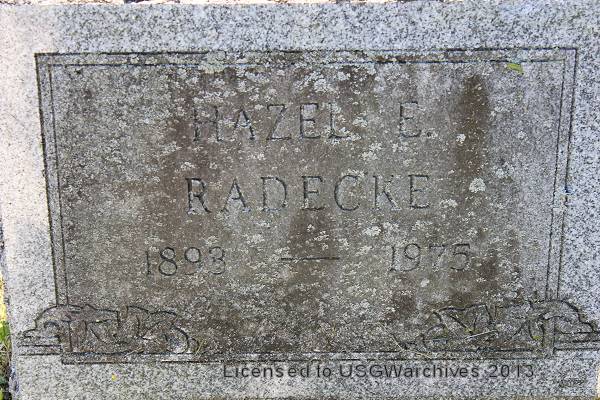 HAZEL E.
RADECKE
1893 — 1975
Licensed to USGWarchives 2013